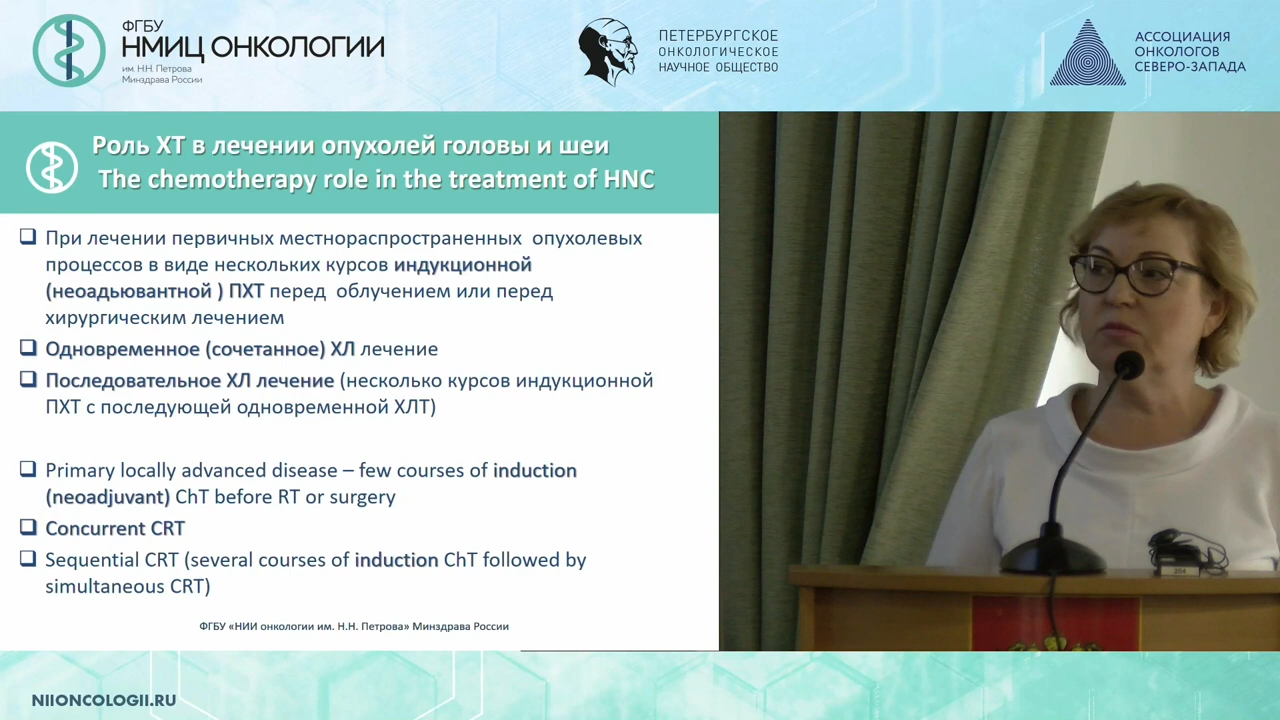 ФГБУ
НМИЦ ОНКОЛОГИИ
им. Н.Н. Петрова
Минздрава России
ПЕТЕРБУРГСКОЕ
ОНКОЛОГИЧЕСКОЕ
НАУЧНОЕ ОБЩЕСТВО
АССОЦИАЦИЯ
ОНКОЛОГОВ
СЕВЕРО-ЗАПАДА
Роль ХТ в лечении опухолей головы и шеи
The chemotherapy role in the treatment of HNC
❑ При лечении первичных местнораспространенных опухолевых
процессов в виде нескольких курсов индукционной
(неоадьювантной ) ПХТ перед облучением или перед
хирургическим лечением
❑ Одновременное (сочетанное) ХЛ лечение
❑ Последовательное ХЛ лечение (несколько курсов индукционной
ПХТ с последующей одновременной ХЛТ)
❑ Primary locally advanced disease – few courses of induction
(neoadjuvant) ChT before RT or surgery
❑ Concurrent CRT
❑ Sequential CRT (several courses of induction ChT followed by
simultaneous CRT)
ФГБУ «НИИ онкологии им. Н.Н. Петрова» Минздрава России
254
NIIONCOLOGII.RU